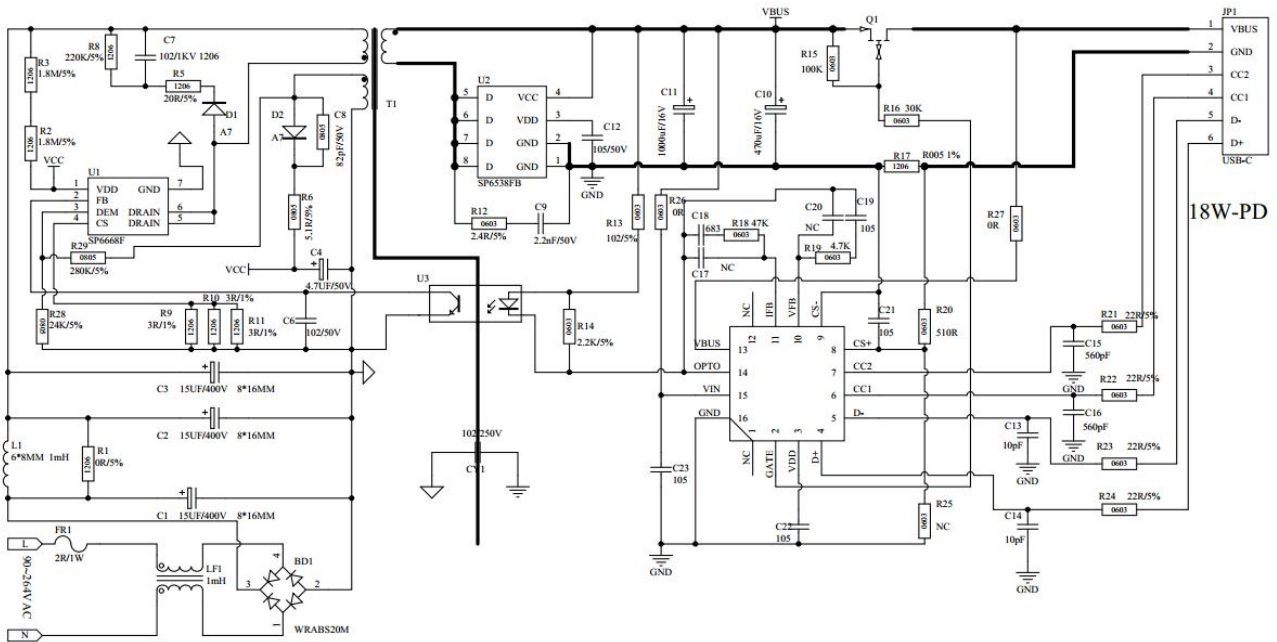 VBUS
Q1
JP1
R8
220K/5%
1206
C7
102/1KV 1206
R3
1.8M/5%
1206
R5
1206
20R/5%
D1
A7
R2
1.8M/5%
1206
VCC
T1
D2
A7
C8
82pF/50V
0805
U2
5 D VCC 4
6 D VDD 3
7 D GND 2
8 D GND 1
SP6538FB
C12
105/50V
GND
C11
1000uF/16V
C10
470uF/16V
R15
100K
0603
R16 30K
0603
R17 R005 1%
1206
1 VBUS
2 GND
3 CC2
4 CC1
5 D-
6 D+
USB-C
18W-PD
U1
1 VDD GND 7
2 FB
3 DEM DRAIN 6
4 CS DRAIN 5
SP6668F
R6
5.1R/5%
0805
R12
0603
2.4R/5%
C9
2.2nF/50V
R13
102/5%
0603
R26
0R
0603
C18
683
R18 47K
0603
C17
NC
C20
NC
C19
105
R19 4.7K
0603
R27
0R
0603
R29
0805
280K/5%
VCC
C4
4.7UF/50V
U3
R28
24K/5%
0805
R10 3R/1%
R9
3R/1%
1206
1206
1206
R11
3R/1%
C6
102/50V
R14
2.2K/5%
0603
NC
IFB
VFB
CS-
12
11
10
9
C21
105
R20
510R
0603
VBUS 13
8 CS+
OPTO 14
7 CC2
VIN 15
6 CC1
GND 16
5 D-
1
2
3
4
NC
GATE
VDD
D+
R21 22R/5%
0603
C15
560pF
GND
R22 22R/5%
0603
C16
560pF
GND
C13
10pF
GND
R23 22R/5%
0603
R24 22R/5%
0603
C14
10pF
GND
R25
NC
0603
C22
105
C23
105
GND
C3 15UF/400V 8*16MM
C2 15UF/400V 8*16MM
L1
6*8MM 1mH
R1
0R/5%
1206
C1 15UF/400V 8*16MM
102/250V
CY1
FR1
2R/1W
L
90~264V AC
N
LF1
1mH
BD1
4
3
2
1
WRABS20M